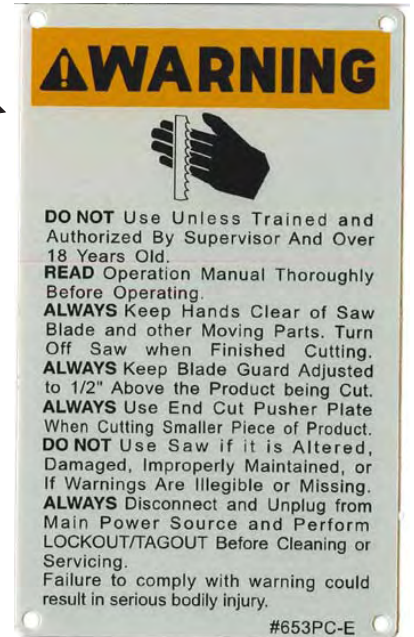 WARNING
DO NOT Use Unless Trained and
Authorized By Supervisor And Over
18 Years Old.
READ Operation Manual Thoroughly
Before Operating.
ALWAYS Keep Hands Clear of Saw
Blade and other Moving Parts. Turn
Off Saw when Finished Cutting.
ALWAYS Keep Blade Guard Adjusted
to 1/2" Above the Product being Cut.
ALWAYS Use End Cut Pusher Plate
When Cutting Smaller Piece of Product.
DO NOT Use Saw if it is Altered,
Damaged, Improperly Maintained, or
If Warnings Are Illegible or Missing.
ALWAYS Disconnect and Unplug from
Main Power Source and Perform
LOCKOUT/TAGOUT Before Cleaning or
Servicing.
Failure to comply with warning could
result in serious bodily injury.
#653PC-E